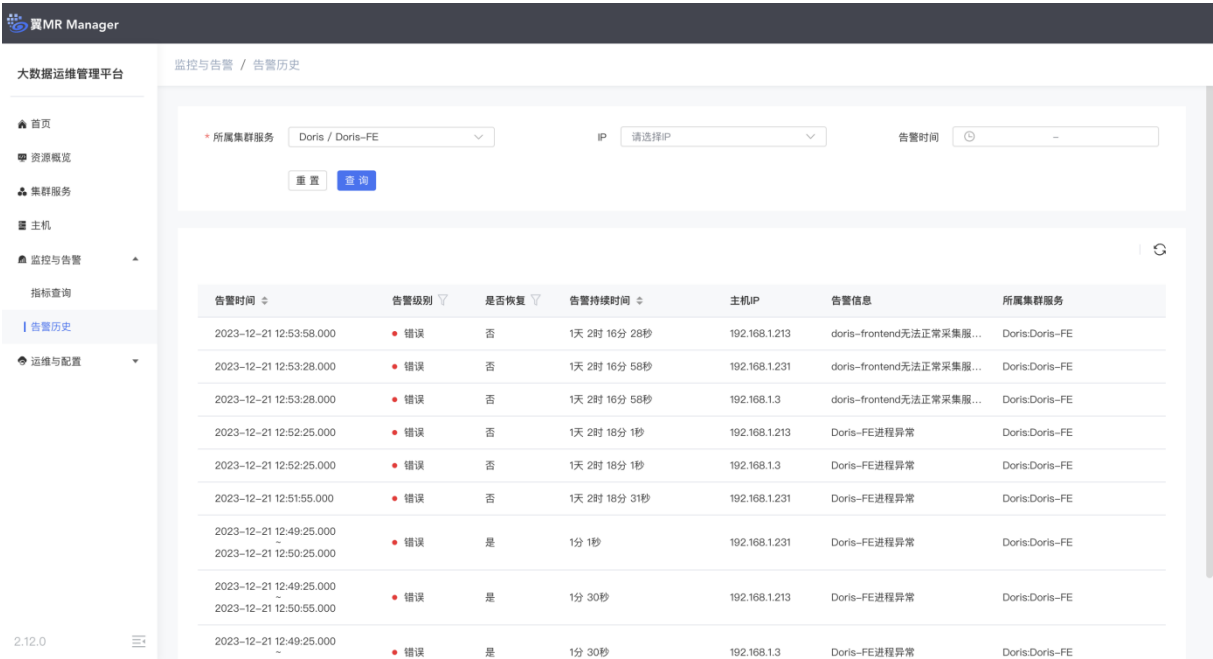 翼MR Manager
大数据运维管理平台
监控与告警 / 告警历史
首页
资源概览
集群服务
主机
监控与告警
指标查询
告警历史
运维与配置
2.12.0
* 所属集群服务 Doris / Doris-FE IP 请选择IP 告警时间 –
重置 查询
告警时间 告警级别 是否恢复 告警持续时间 主机IP 告警信息 所属集群服务
2023-12-21 12:53:58.000 错误 否 1天 2时 16分 28秒 192.168.1.213 doris-frontend无法正常采集服... Doris:Doris-FE
2023-12-21 12:53:28.000 错误 否 1天 2时 16分 58秒 192.168.1.231 doris-frontend无法正常采集服... Doris:Doris-FE
2023-12-21 12:53:28.000 错误 否 1天 2时 16分 58秒 192.168.1.3 doris-frontend无法正常采集服... Doris:Doris-FE
2023-12-21 12:52:25.000 错误 否 1天 2时 18分 1秒 192.168.1.213 Doris-FE进程异常 Doris:Doris-FE
2023-12-21 12:52:25.000 错误 否 1天 2时 18分 1秒 192.168.1.3 Doris-FE进程异常 Doris:Doris-FE
2023-12-21 12:51:55.000 错误 否 1天 2时 18分 31秒 192.168.1.231 Doris-FE进程异常 Doris:Doris-FE
2023-12-21 12:49:25.000
~
2023-12-21 12:50:25.000 错误 是 1分 1秒 192.168.1.231 Doris-FE进程异常 Doris:Doris-FE
2023-12-21 12:49:25.000
~
2023-12-21 12:50:55.000 错误 是 1分 30秒 192.168.1.213 Doris-FE进程异常 Doris:Doris-FE
2023-12-21 12:49:25.000
~ 错误 是 1分 30秒 192.168.1.3 Doris-FE进程异常 Doris:Doris-FE